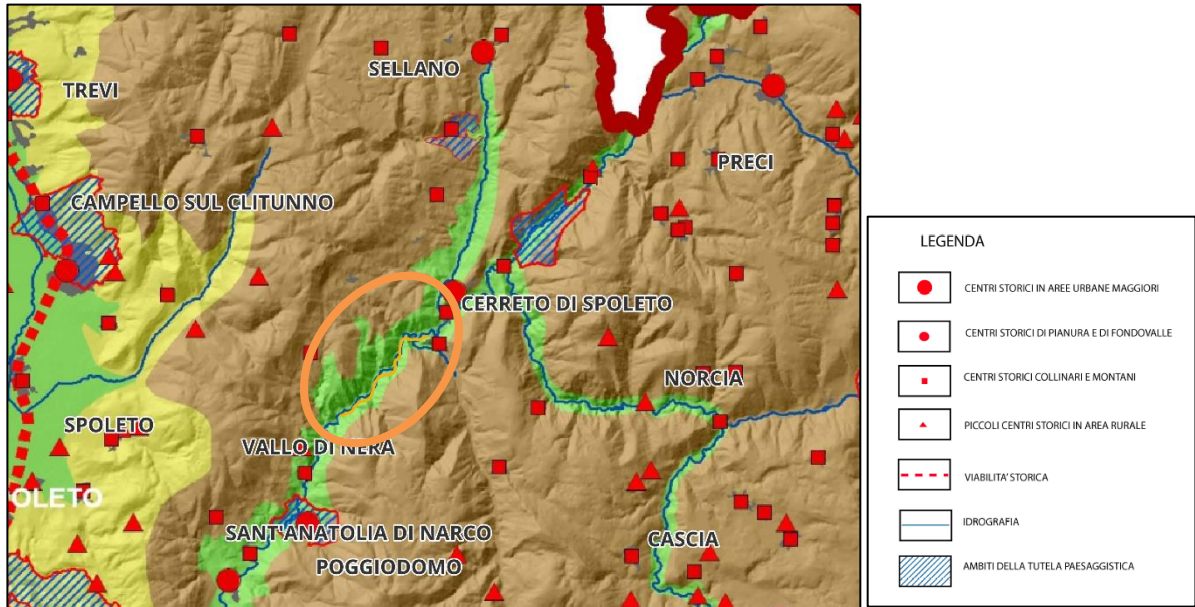 SELLANO
TREVI
PRECI
CAMPELLO SUL CLITUNNO
CERRETO DI SPOLETO
NORCIA
SPOLETO
VALLO DI NERA
OLETO
SANT'ANATOLIA DI NARCO
CASCIA
POGGIODOMO
LEGENDA
CENTRI STORICI IN AREE URBANE MAGGIORI
CENTRI STORICI DI PIANURA E DI FONDOVALLE
CENTRI STORICI COLLINARI E MONTANI
PICCOLI CENTRI STORICI IN AREA RURALE
VIABILITA' STORICA
IDROGRAFIA
AMBITI DELLA TUTELA PAESAGGISTICA